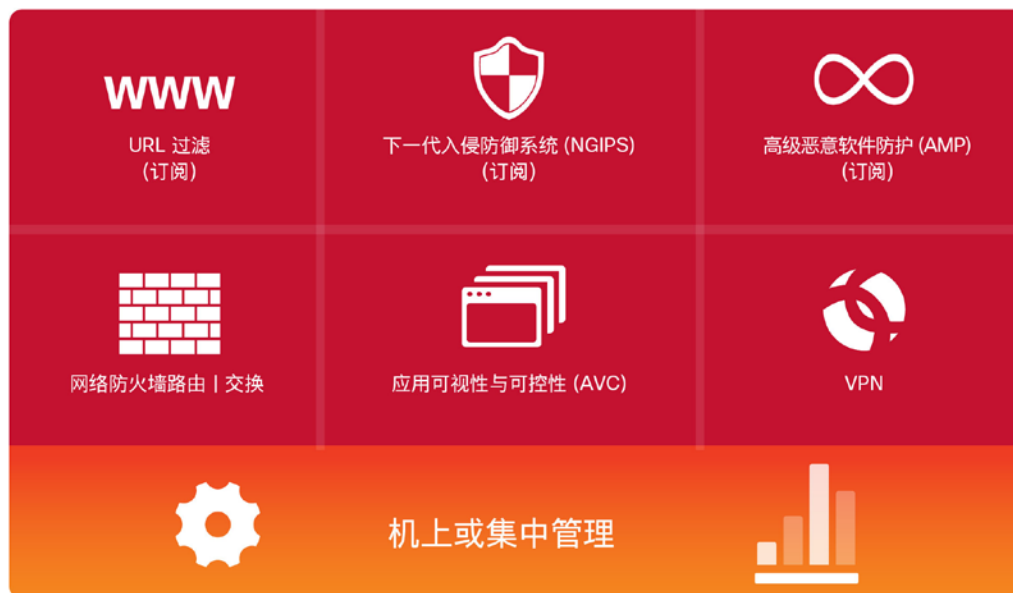 WWW
URL 过滤
(订阅)
下一代入侵防御系统 (NGIPS)
(订阅)
高级恶意软件防护 (AMP)
(订阅)
网络防火墙路由 | 交换
应用可视性与可控性 (AVC)
VPN
机上或集中管理